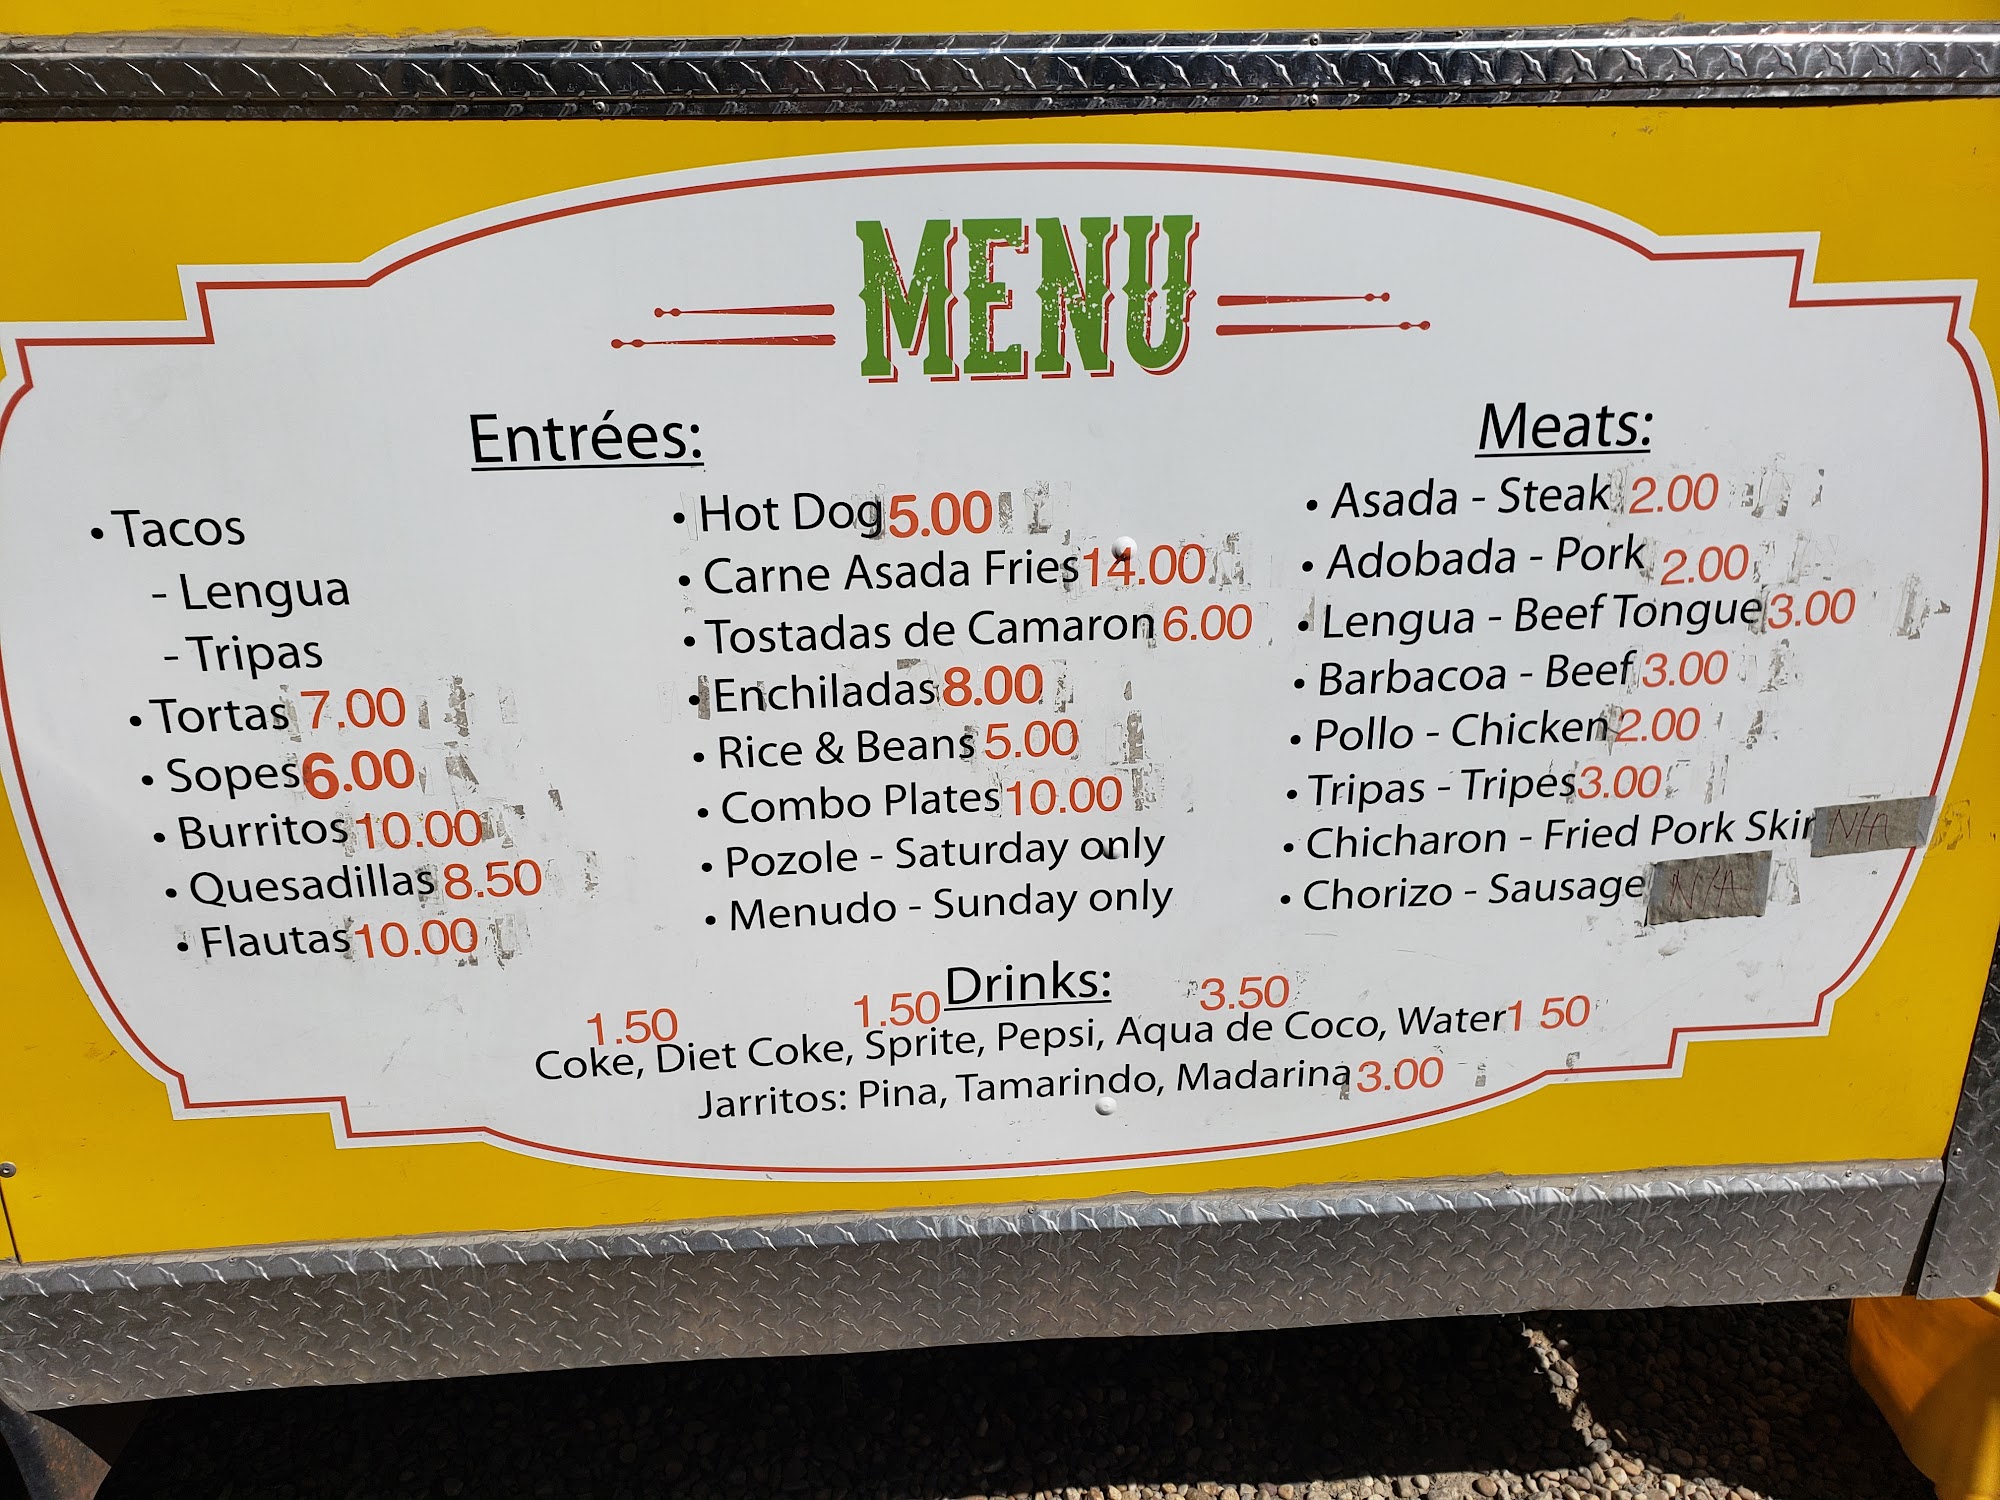 MENU
Entrées:
• Tacos
- Lengua
- Tripas
• Tortas 7.00
• Sopes 6.00
• Burritos 10.00
• Quesadillas 8.50
• Flautas 10.00
• Hot Dog 5.00
• Carne Asada Fries 14.00
• Tostadas de Camaron 6.00
• Enchiladas 8.00
• Rice & Beans 5.00
• Combo Plates 10.00
• Pozole - Saturday only
• Menudo - Sunday only
Meats:
• Asada - Steak 2.00
• Adobada - Pork 2.00
• Lengua - Beef Tongue 3.00
• Barbacoa - Beef 3.00
• Pollo - Chicken 2.00
• Tripas - Tripes 3.00
• Chicharon - Fried Pork Skin N/A
• Chorizo - Sausage N/A
Drinks:
1.50 1.50 3.50
Coke, Diet Coke, Sprite, Pepsi, Aqua de Coco, Water 1 50
Jarritos: Pina, Tamarindo, Madarina 3.00